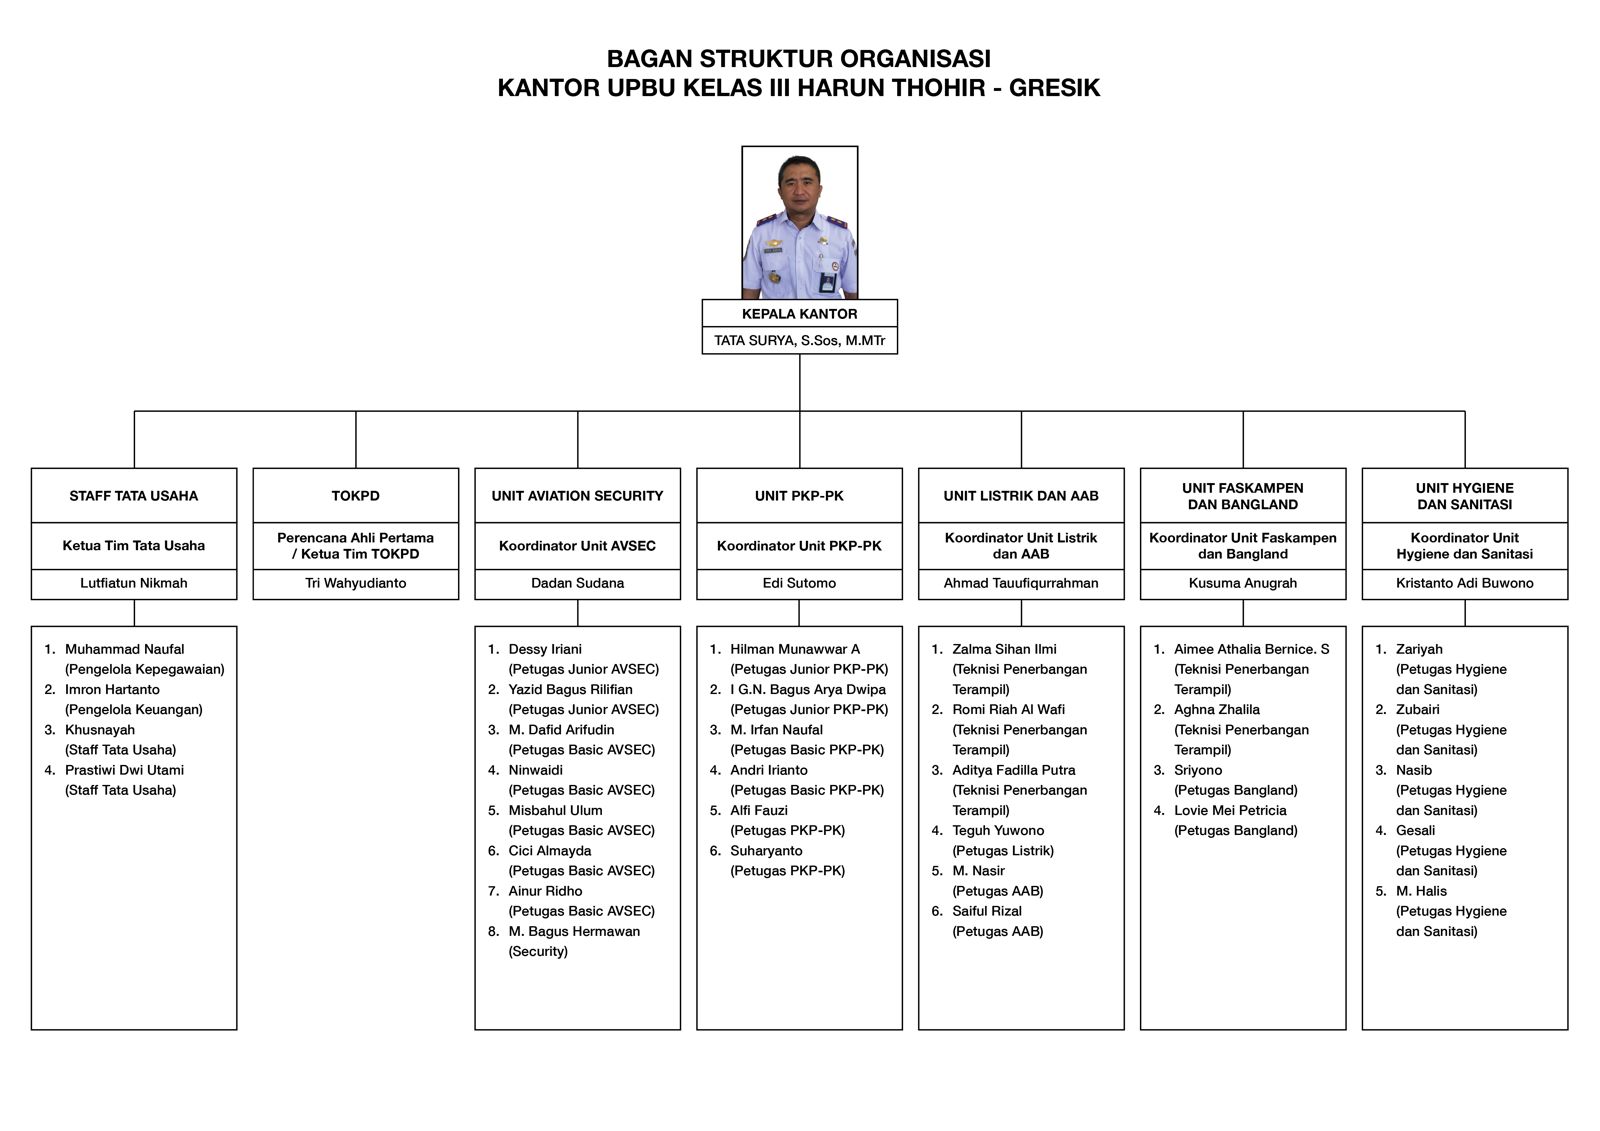 BAGAN STRUKTUR ORGANISASI
KANTOR UPBU KELAS III HARUN THOHIR - GRESIK
KEPALA KANTOR
TATA SURYA, S.Sos, M.MTr
STAFF TATA USAHA
Ketua Tim Tata Usaha
Lutfiatun Nikmah
1. Muhammad Naufal
(Pengelola Kepegawaian)
2. Imron Hartanto
(Pengelola Keuangan)
3. Khusnayah
(Staff Tata Usaha)
4. Prastiwi Dwi Utami
(Staff Tata Usaha)
TOKPD
Perencana Ahli Pertama
/ Ketua Tim TOKPD
Tri Wahyudianto
UNIT AVIATION SECURITY
Koordinator Unit AVSEC
Dadan Sudana
1. Dessy Iriani
(Petugas Junior AVSEC)
2. Yazid Bagus Rilifian
(Petugas Junior AVSEC)
3. M. Dafid Arifudin
(Petugas Basic AVSEC)
4. Ninwaidi
(Petugas Basic AVSEC)
5. Misbahul Ulum
(Petugas Basic AVSEC)
6. Cici Almayda
(Petugas Basic AVSEC)
7. Ainur Ridho
(Petugas Basic AVSEC)
8. M. Bagus Hermawan
(Security)
UNIT PKP-PK
Koordinator Unit PKP-PK
Edi Sutomo
1. Hilman Munawwar A
(Petugas Junior PKP-PK)
2. I G.N. Bagus Arya Dwipa
(Petugas Junior PKP-PK)
3. M. Irfan Naufal
(Petugas Basic PKP-PK)
4. Andri Irianto
(Petugas Basic PKP-PK)
5. Alfi Fauzi
(Petugas PKP-PK)
6. Suharyanto
(Petugas PKP-PK)
UNIT LISTRIK DAN AAB
Koordinator Unit Listrik
dan AAB
Ahmad Tauufiqurrahman
1. Zalma Sihan Ilmi
(Teknisi Penerbangan
Terampil)
2. Romi Riah Al Wafi
(Teknisi Penerbangan
Terampil)
3. Aditya Fadilla Putra
(Teknisi Penerbangan
Terampil)
4. Teguh Yuwono
(Petugas Listrik)
5. M. Nasir
(Petugas AAB)
6. Saiful Rizal
(Petugas AAB)
UNIT FASKAMPEN
DAN BANGLAND
Koordinator Unit Faskampen
dan Bangland
Kusuma Anugrah
1. Aimee Athalia Bernice. S
(Teknisi Penerbangan
Terampil)
2. Aghna Zhalila
(Teknisi Penerbangan
Terampil)
3. Sriyono
(Petugas Bangland)
4. Lovie Mei Petricia
(Petugas Bangland)
UNIT HYGIENE
DAN SANITASI
Koordinator Unit
Hygiene dan Sanitasi
Kristanto Adi Buwono
1. Zariyah
(Petugas Hygiene
dan Sanitasi)
2. Zubairi
(Petugas Hygiene
dan Sanitasi)
3. Nasib
(Petugas Hygiene
dan Sanitasi)
4. Gesali
(Petugas Hygiene
dan Sanitasi)
5. M. Halis
(Petugas Hygiene
dan Sanitasi)